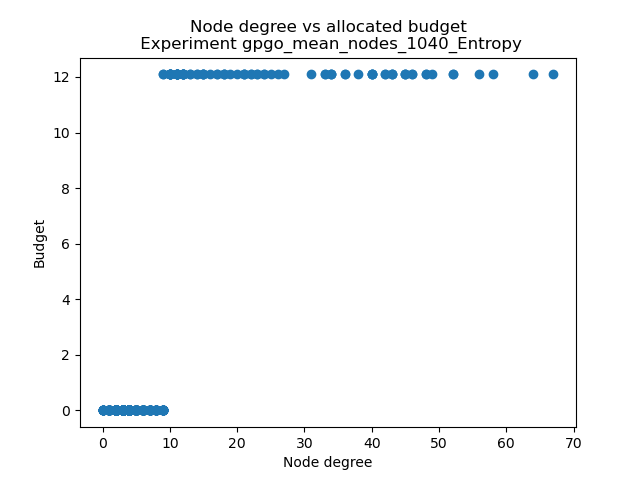 Node degree vs allocated budget
Experiment gpgo_mean_nodes_1040_Entropy
12
10
8
6
4
2
0
Budget
0 10 20 30 40 50 60 70
Node degree